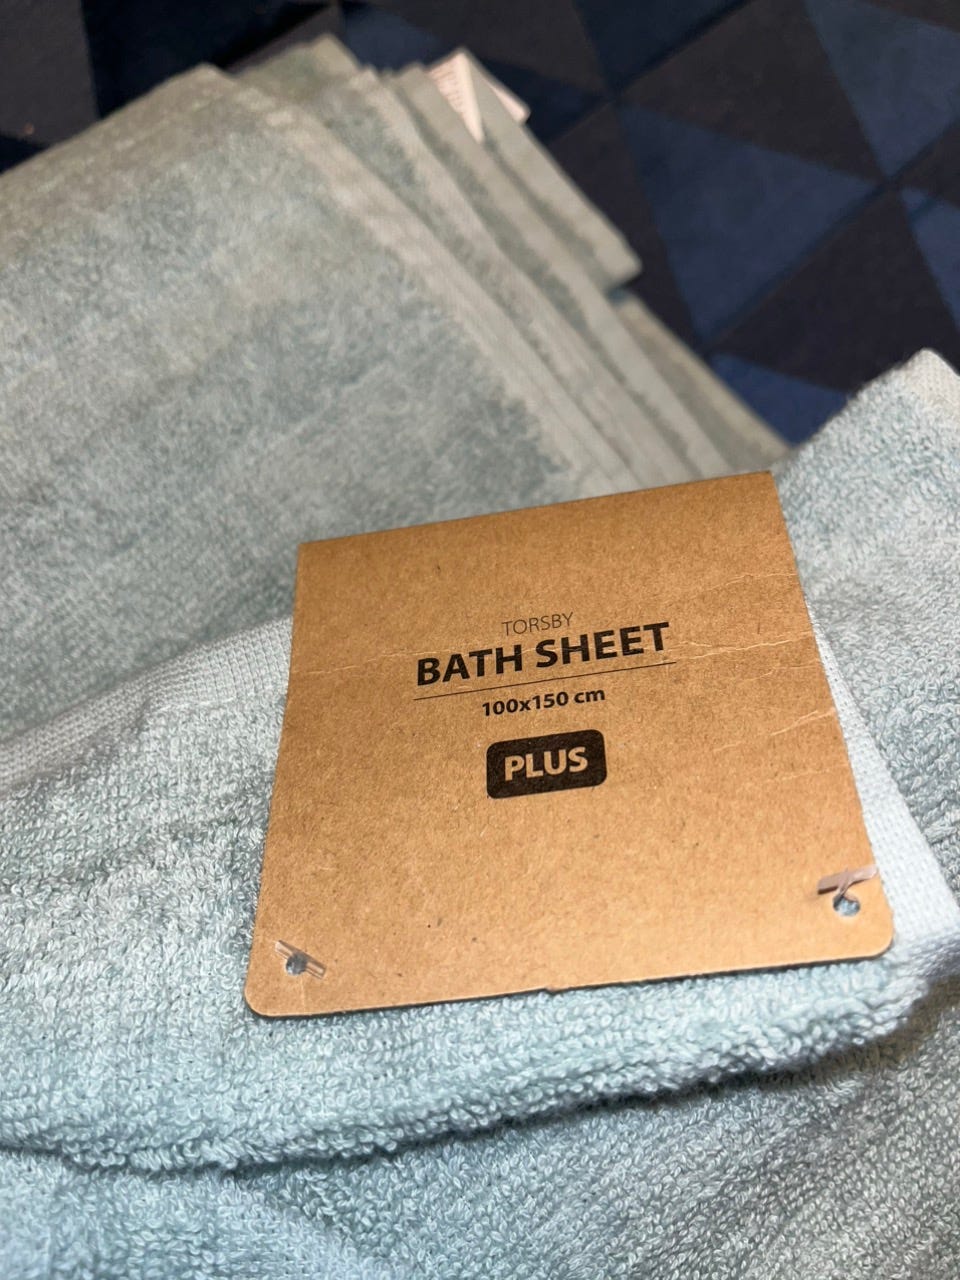 TORSBY
BATH SHEET
100x150 cm
PLUS